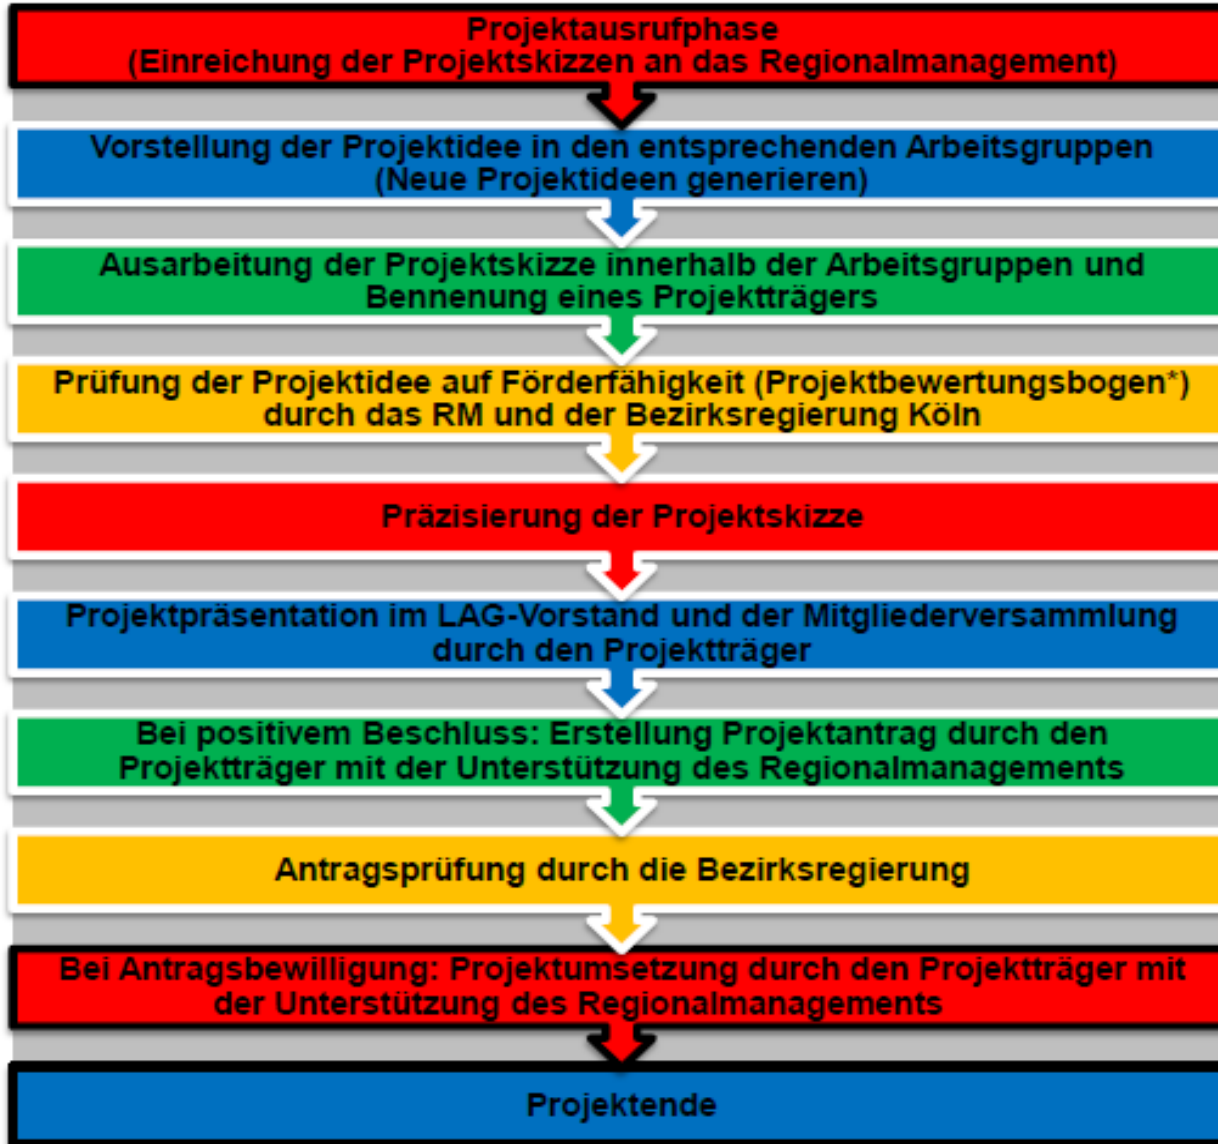 Projektausrufphase
(Einreichung der Projektskizzen an das Regionalmanagement)
Vorstellung der Projektidee in den entsprechenden Arbeitsgruppen
(Neue Projektideen generieren)
Ausarbeitung der Projektskizze innerhalb der Arbeitsgruppen und
Bennenung eines Projektträgers
Prüfung der Projektidee auf Förderfähigkeit (Projektbewertungsbogen*)
durch das RM und der Bezirksregierung Köln
Präzisierung der Projektskizze
Projektpräsentation im LAG-Vorstand und der Mitgliederversammlung
durch den Projektträger
Bei positivem Beschluss: Erstellung Projektantrag durch den
Projektträger mit der Unterstützung des Regionalmanagements
Antragsprüfung durch die Bezirksregierung
Bei Antragsbewilligung: Projektumsetzung durch den Projektträger mit
der Unterstützung des Regionalmanagements
Projektende